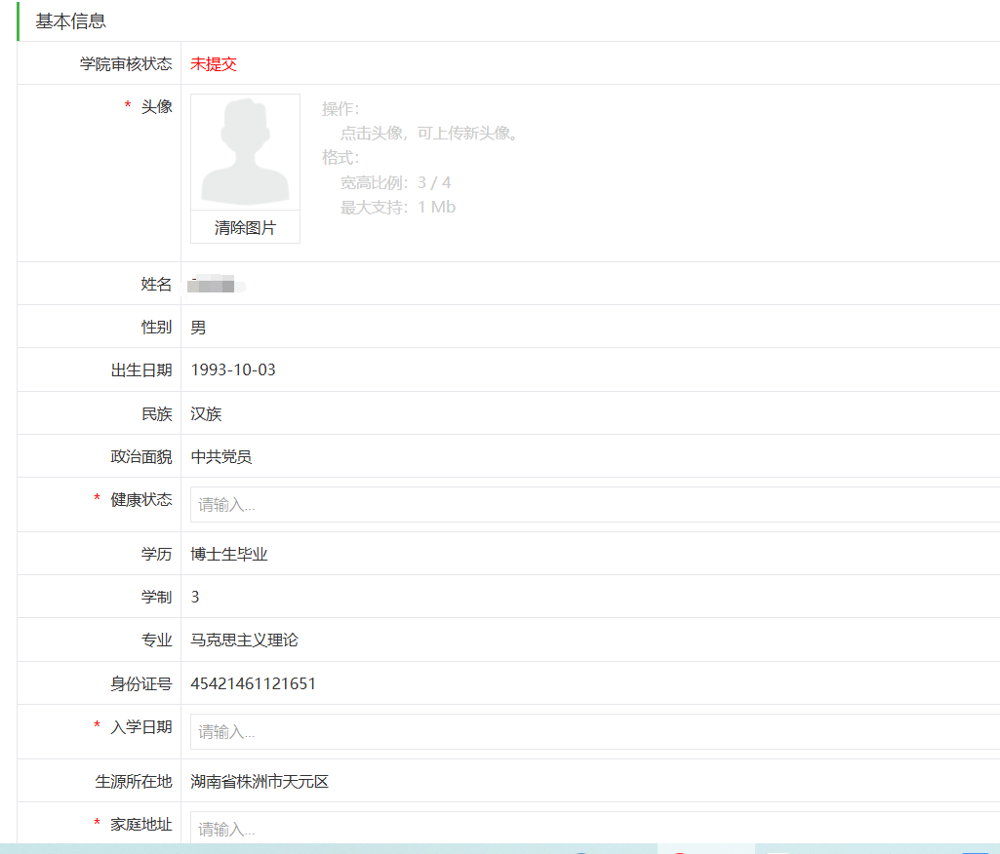 基本信息
学院审核状态 未提交
* 头像
操作：
点击头像，可上传新头像。
格式：
宽高比例：3 / 4
最大支持：1 Mb
清除图片
姓名
性别 男
出生日期 1993-10-03
民族 汉族
政治面貌 中共党员
* 健康状态 请输入...
学历 博士生毕业
学制 3
专业 马克思主义理论
身份证号 45421461121651
* 入学日期 请输入...
生源所在地 湖南省株洲市天元区
* 家庭地址 请输入...